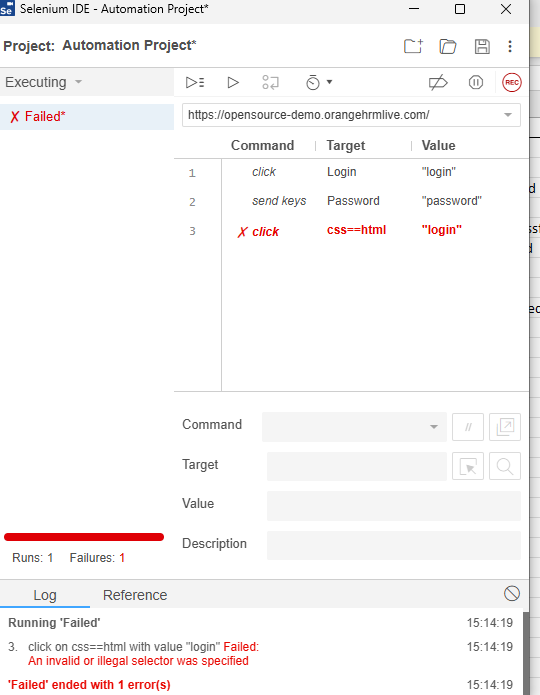 Se Selenium IDE - Automation Project*
Project: Automation Project*
Executing
REC
✗ Failed*
https://opensource-demo.orangehrmlive.com/
Command Target Value
1 click Login "login"
2 send keys Password "password"
3 ✗ click css==html "login"
Command //
Target
Value
Description
Runs: 1 Failures: 1
Log Reference
Running 'Failed' 15:14:19
3. click on css==html with value "login" Failed: 15:14:19
An invalid or illegal selector was specified
'Failed' ended with 1 error(s) 15:14:19